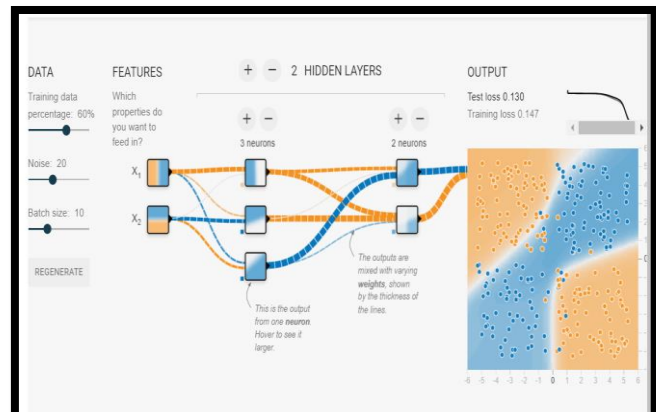 DATA
Training data
percentage: 60%
Noise: 20
Batch size: 10
REGENERATE
FEATURES
Which
properties do
you want to
feed in?
X1
X2
+ − 2 HIDDEN LAYERS
+ −
3 neurons
+ −
2 neurons
This is the output
from one neuron.
Hover to see it
larger.
The outputs are
mixed with varying
weights, shown
by the thickness of
the lines.
OUTPUT
Test loss 0.130
Training loss 0.147
-6 -5 -4 -3 -2 -1 0 1 2 3 4 5 6